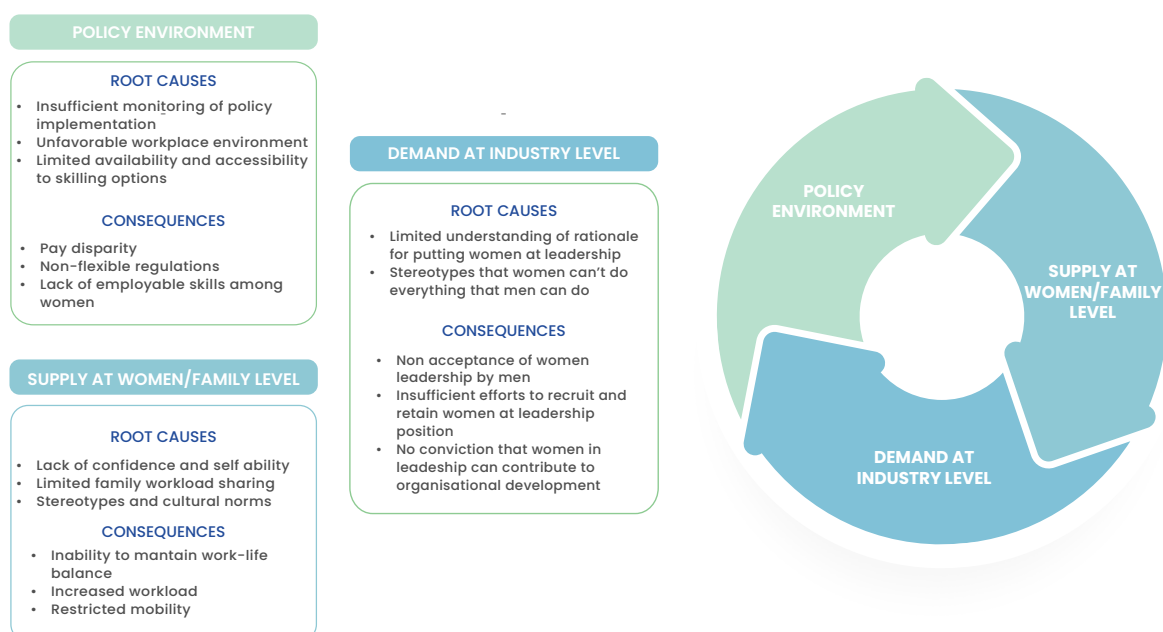 POLICY ENVIRONMENT
ROOT CAUSES
• Insufficient monitoring of policy
implementation
• Unfavorable workplace environment
• Limited availability and accessibility
to skilling options
CONSEQUENCES
• Pay disparity
• Non-flexible regulations
• Lack of employable skills among
women
SUPPLY AT WOMEN/FAMILY LEVEL
ROOT CAUSES
• Lack of confidence and self ability
• Limited family workload sharing
• Stereotypes and cultural norms
CONSEQUENCES
• Inability to mantain work-life
balance
• Increased workload
• Restricted mobility
DEMAND AT INDUSTRY LEVEL
ROOT CAUSES
• Limited understanding of rationale
for putting women at leadership
• Stereotypes that women can't do
everything that men can do
CONSEQUENCES
• Non acceptance of women
leadership by men
• Insufficient efforts to recruit and
retain women at leadership
position
• No conviction that women in
leadeship can contribute to
organisational development
POLICY
ENVIRONMENT
SUPPLY AT
WOMEN/FAMILY
LEVEL
DEMAND AT
INDUSTRY LEVEL